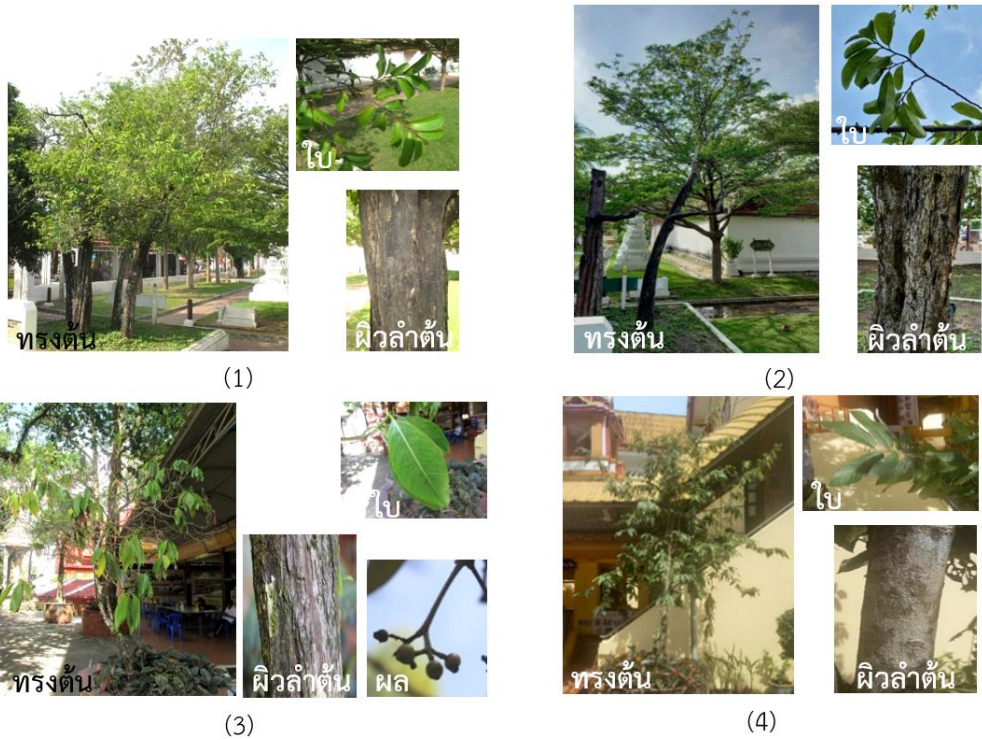 ใบ
ทรงต้น
ผิวลำต้น
(1)
ใบ
ทรงต้น
ผิวลำต้น
(2)
ใบ
ทรงต้น
ผิวลำต้น
ผล
(3)
ใบ
ทรงต้น
ผิวลำต้น
(4)